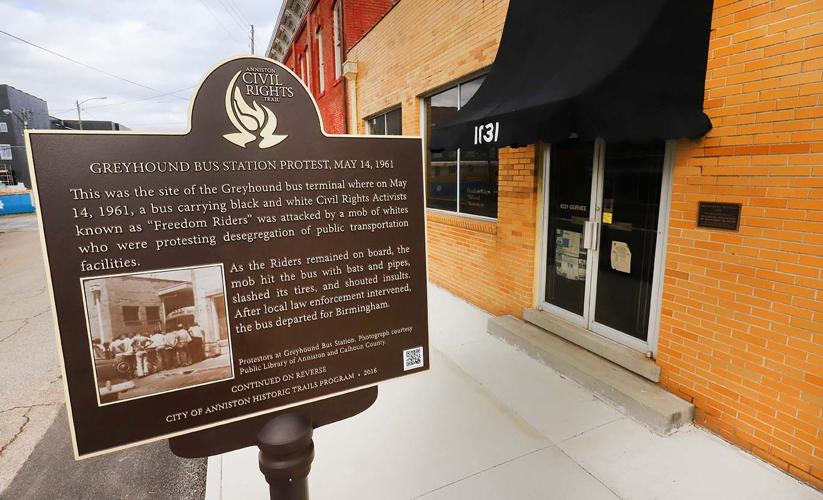 ANNISTON
CIVIL
RIGHTS
TRAIL
GREYHOUND BUS STATION PROTEST, MAY 14, 1961
This was the site of the Greyhound bus terminal where on May
14, 1961, a bus carrying black and white Civil Rights Activists
known as "Freedom Riders" was attacked by a mob of whites
who were protesting desegregation of public transportation
facilities.
As the Riders remained on board, the
mob hit the bus with bats and pipes,
slashed its tires, and shouted insults.
After local law enforcement intervened,
the bus departed for Birmingham.
Protestors at Greyhound Bus Station. Photograph courtesy
Public Library of Anniston and Calhoun County.
CONTINUED ON REVERSE
CITY OF ANNISTON HISTORIC TRAILS PROGRAM • 2016
1031
1031 GURNEE